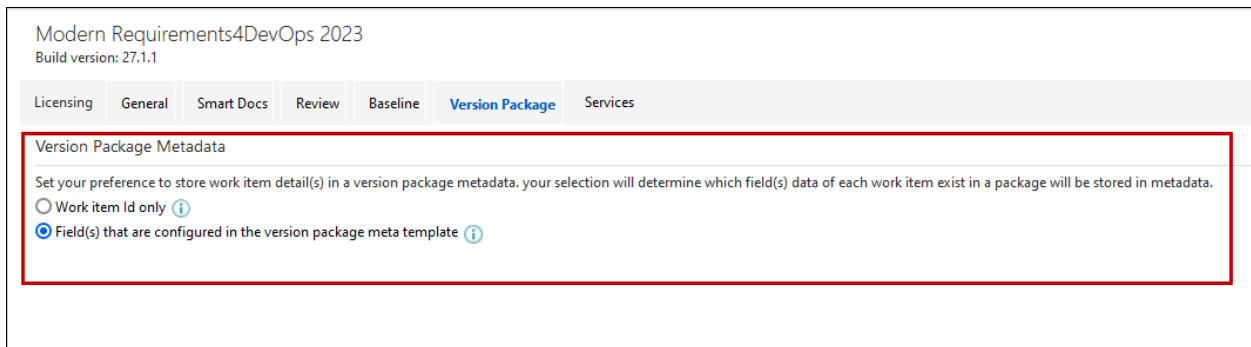 Modern Requirements4DevOps 2023
Build version: 27.1.1
Licensing General Smart Docs Review Baseline Version Package Services
Version Package Metadata
Set your preference to store work item detail(s) in a version package metadata. your selection will determine which field(s) data of each work item exist in a package will be stored in metadata.
Work item Id only
Field(s) that are configured in the version package meta template